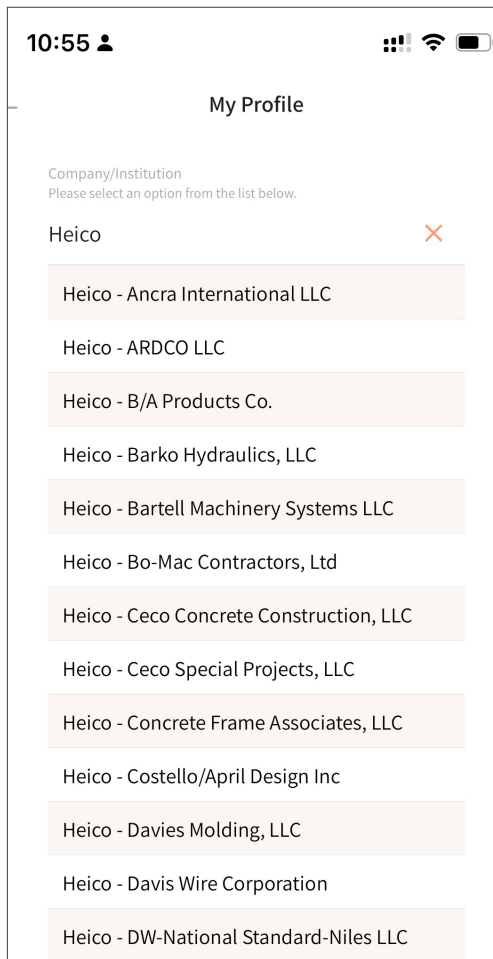 10:55
My Profile
Company/Institution
Please select an option from the list below.
Heico
Heico - Ancra International LLC
Heico - ARDCO LLC
Heico - B/A Products Co.
Heico - Barko Hydraulics, LLC
Heico - Bartell Machinery Systems LLC
Heico - Bo-Mac Contractors, Ltd
Heico - Ceco Concrete Construction, LLC
Heico - Ceco Special Projects, LLC
Heico - Concrete Frame Associates, LLC
Heico - Costello/April Design Inc
Heico - Davies Molding, LLC
Heico - Davis Wire Corporation
Heico - DW-National Standard-Niles LLC